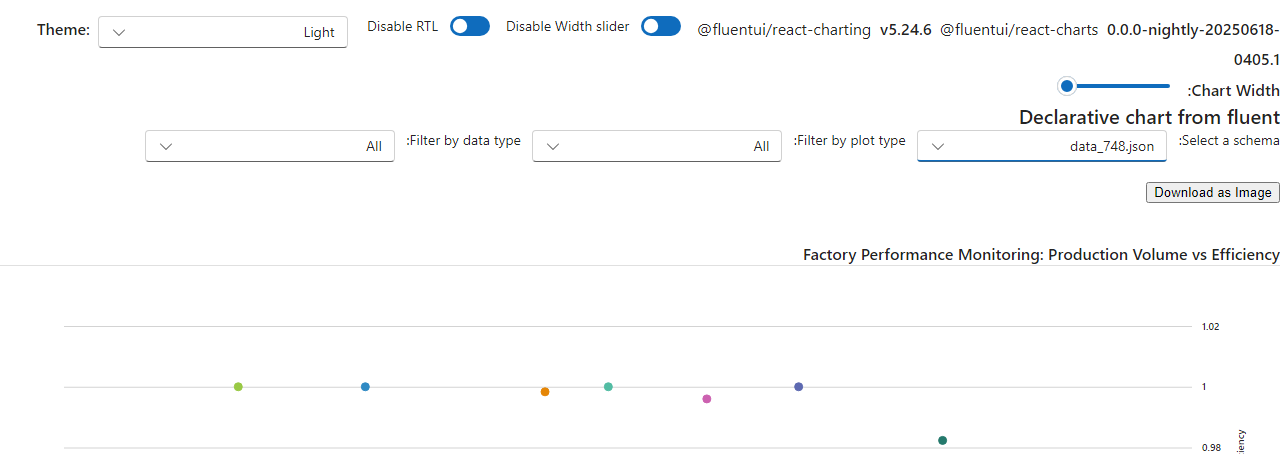 Theme: Light Disable RTL Disable Width slider @fluentui/react-charting v5.24.6 @fluentui/react-charts 0.0.0-nightly-20250618-
0405.1
:Chart Width
Declarative chart from fluent
:Select a schema data_748.json :Filter by plot type All :Filter by data type All
Download as Image
Factory Performance Monitoring: Production Volume vs Efficiency
1.02
1
0.98